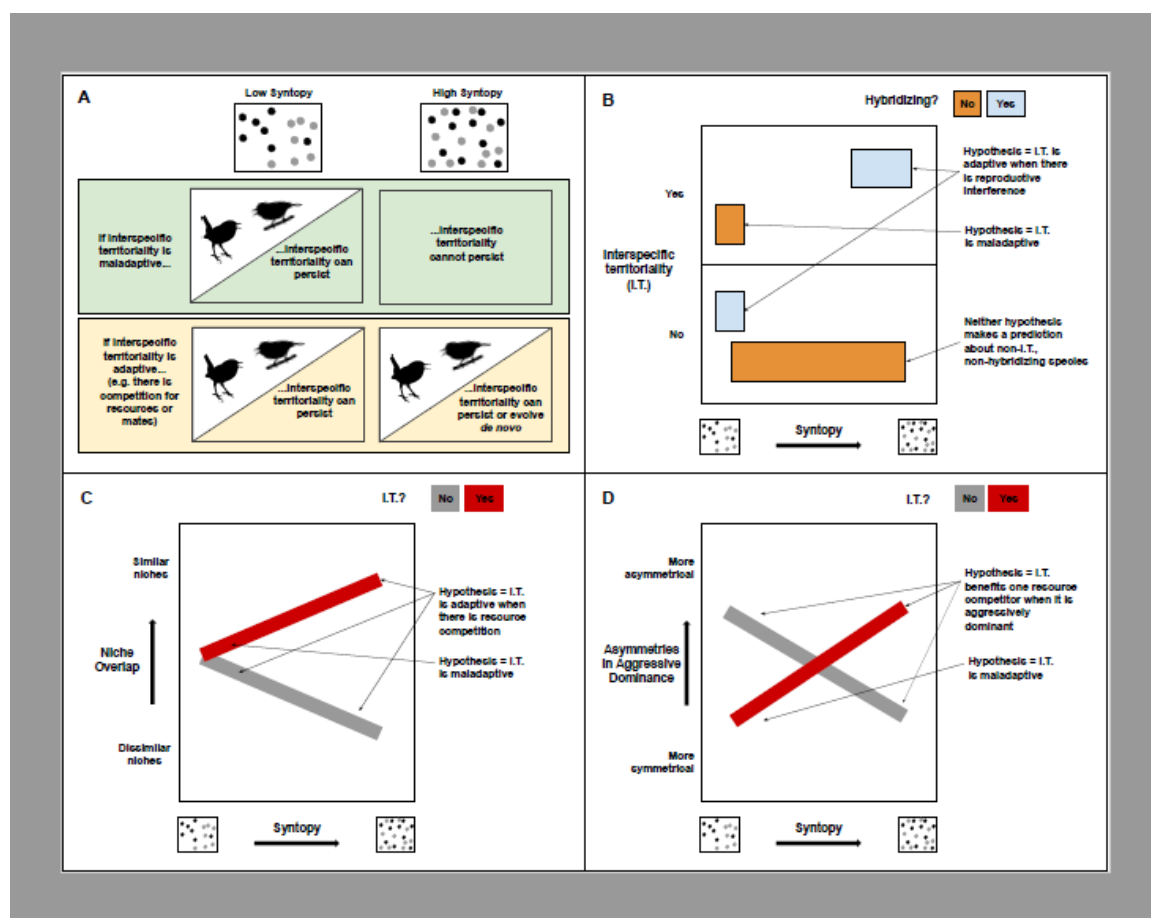 A
Low Syntopy
High Syntopy
If interspecific
territoriality is
maladaptive...
...interspecific
territoriality can
persist
...interspecific
territoriality
cannot persist
If interspecific
territoriality is
adaptive...
(e.g. there is
competition for
resources or
mates)
...interspecific
territoriality can
persist
...interspecific
territoriality can
persist or evolve
de novo
B
Hybridizing?
No
Yes
Yes
Interspecific
territoriality
(I.T.)
No
Hypothesis = I.T. is
adaptive when there
is reproductive
interference
Hypothesis = I.T.
is maladaptive
Neither hypothesis
makes a prediction
about non-I.T.,
non-hybridizing species
Syntopy
C
I.T.?
No
Yes
Similar
niches
Niche
Overlap
Dissimilar
niches
Hypothesis = I.T.
is adaptive when
there is resource
competition
Hypothesis = I.T.
is maladaptive
Syntopy
D
I.T.?
No
Yes
More
asymmetrical
Asymmetries
in Aggressive
Dominance
More
symmetrical
Hypothesis = I.T.
benefits one resource
competitor when it is
aggressively
dominant
Hypothesis = I.T.
is maladaptive
Syntopy